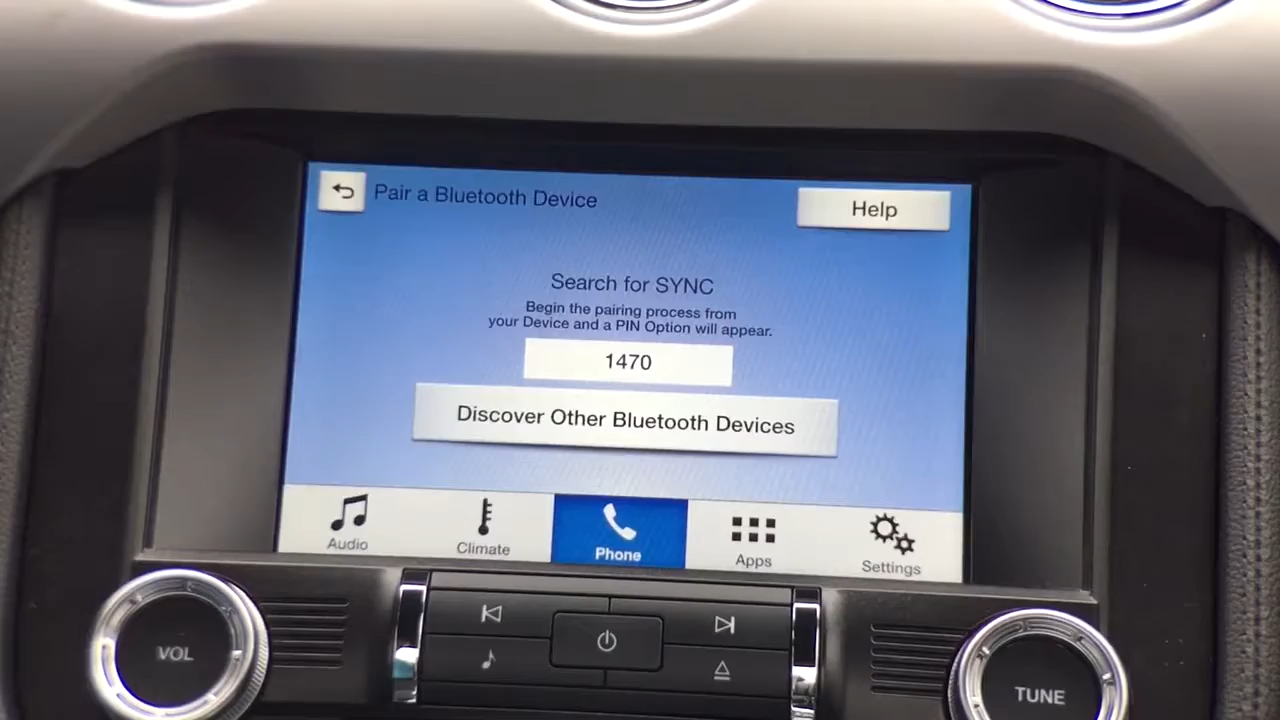 Pair a Bluetooth Device
Help
Search for SYNC
Begin the pairing process from
your Device and a PIN Option will appear.
1470
Discover Other Bluetooth Devices
Audio
Climate
Phone
Apps
Settings
VOL
TUNE